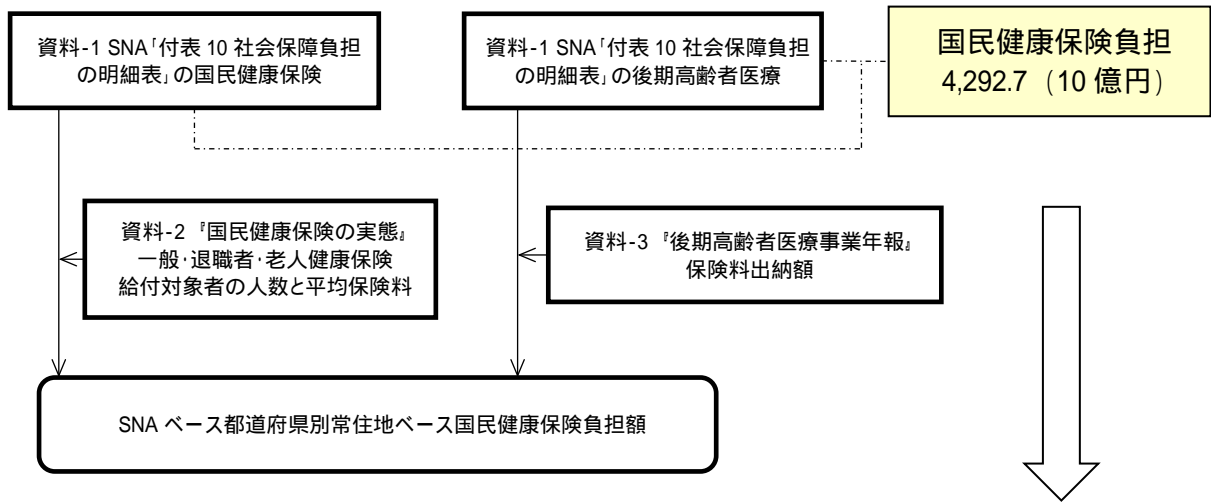 資料-1 SNA「付表 10 社会保障負担
の明細表」の国民健康保険
資料-1 SNA「付表 10 社会保障負担
の明細表」の後期高齢者医療
国民健康保険負担
4,292.7 (10 億円)
資料-2 『国民健康保険の実態』
一般・退職者・老人健康保険
給付対象者の人数と平均保険料
資料-3 『後期高齢者医療事業年報』
保険料出納額
SNA ベース都道府県別常住地ベース国民健康保険負担額